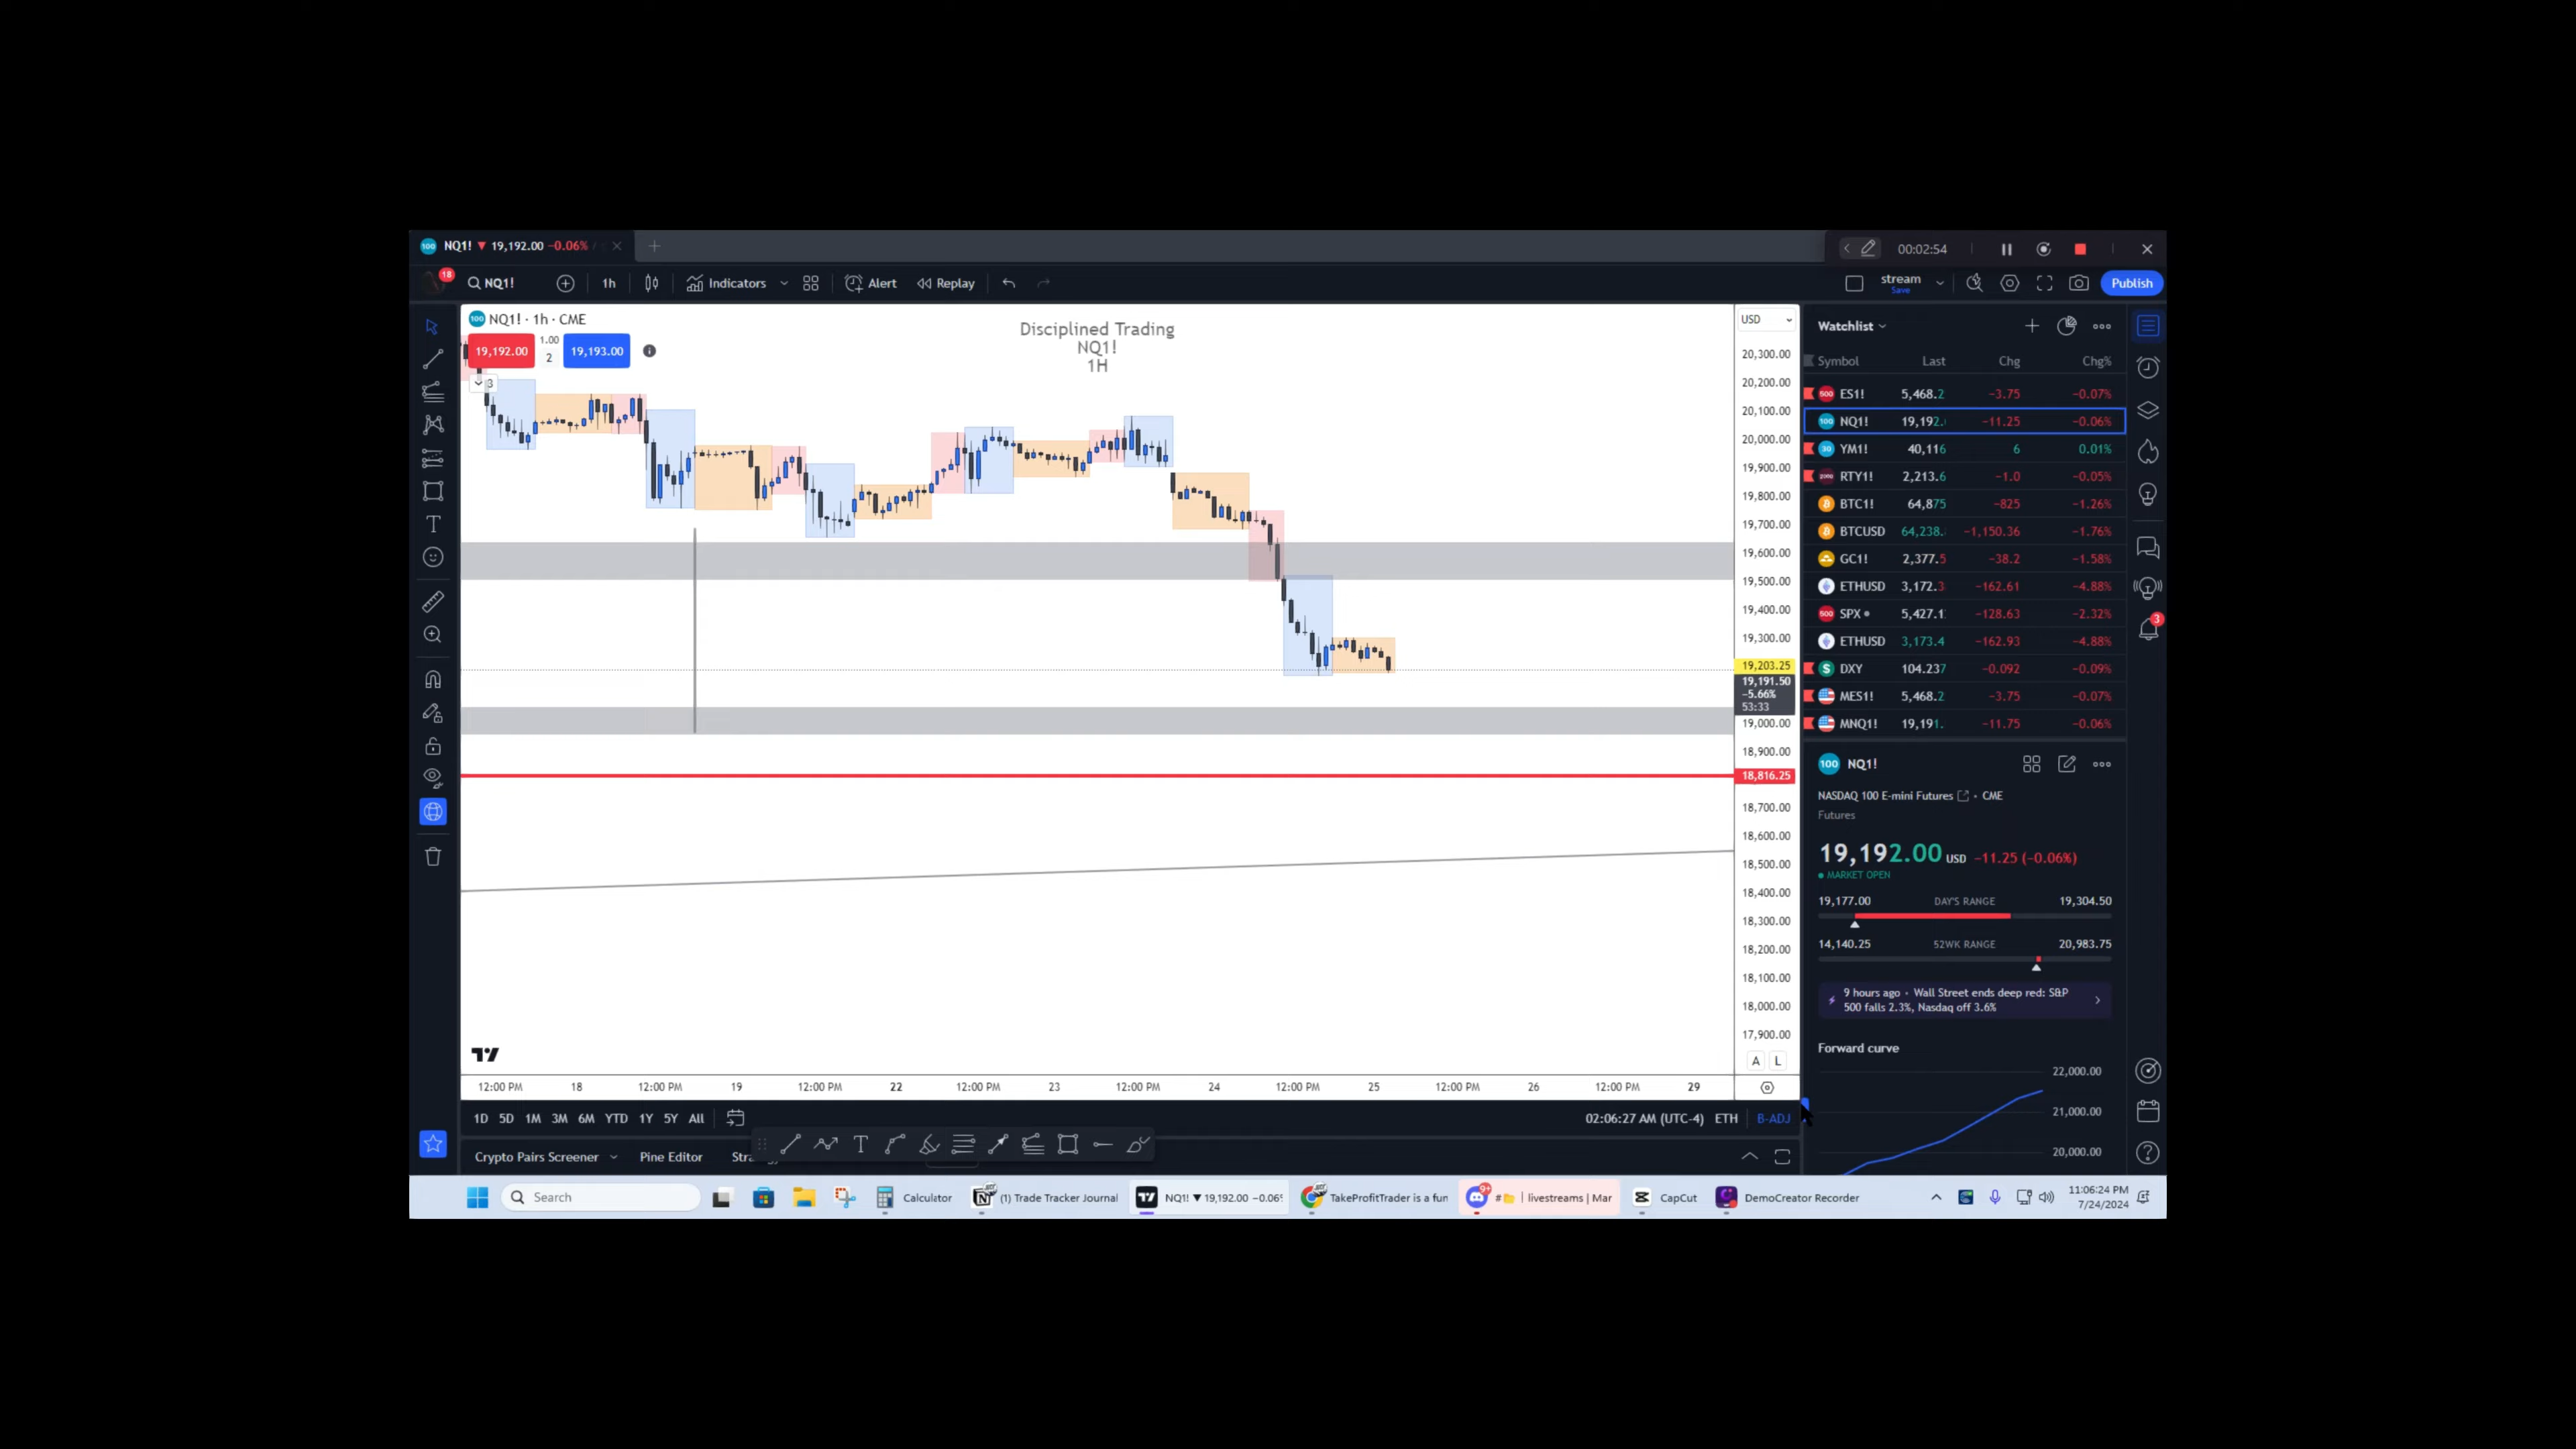 NQ1! ▼ 19,192.00 −0.06% /
00:02:54
18
NQ1!
1h
Indicators
Alert
Replay
stream
Save
Publish
NQ1! · 1h · CME
19,192.00
1.00
2
19,193.00
3
Disciplined Trading
NQ1!
1H
USD
20,300.00
20,200.00
20,100.00
20,000.00
19,900.00
19,800.00
19,700.00
19,600.00
19,500.00
19,400.00
19,300.00
19,203.25
19,191.50
−5.66%
53:33
19,000.00
18,900.00
18,816.25
18,700.00
18,600.00
18,500.00
18,400.00
18,300.00
18,200.00
18,100.00
18,000.00
17,900.00
A L
12:00 PM 18 12:00 PM 19 12:00 PM 22 12:00 PM 23 12:00 PM 24 12:00 PM 25 12:00 PM 26 12:00 PM 29
1D 5D 1M 3M 6M YTD 1Y 5Y All
02:06:27 AM (UTC-4) ETH B-ADJ
Crypto Pairs Screener Pine Editor
Watchlist
Symbol Last Chg Chg%
500 ES1! 5,468.2 −3.75 −0.07%
100 NQ1! 19,192. −11.25 −0.06%
30 YM1! 40,116 6 0.01%
RTY1! 2,213.6 −1.0 −0.05%
BTC1! 64,875 −825 −1.26%
BTCUSD 64,238. −1,150.36 −1.76%
GC1! 2,377.5 −38.2 −1.58%
ETHUSD 3,172.3 −162.61 −4.88%
500 SPX 5,427.1 −128.63 −2.32%
ETHUSD 3,173.4 −162.93 −4.88%
DXY 104.237 −0.092 −0.09%
MES1! 5,468.2 −3.75 −0.07%
MNQ1! 19,191. −11.75 −0.06%
3
100 NQ1!
NASDAQ 100 E-mini Futures · CME
Futures
19,192.00 USD −11.25 (−0.06%)
MARKET OPEN
19,177.00 DAY'S RANGE 19,304.50
14,140.25 52WK RANGE 20,983.75
9 hours ago · Wall Street ends deep red: S&P
500 falls 2.3%, Nasdaq off 3.6%
Forward curve
22,000.00
21,000.00
20,000.00
Search
Calculator
(1) Trade Tracker Journal
NQ1! ▼ 19,192.00 −0.06%
TakeProfitTrader is a fun
# | livestreams | Mar
CapCut
DemoCreator Recorder
11:06:24 PM
7/24/2024